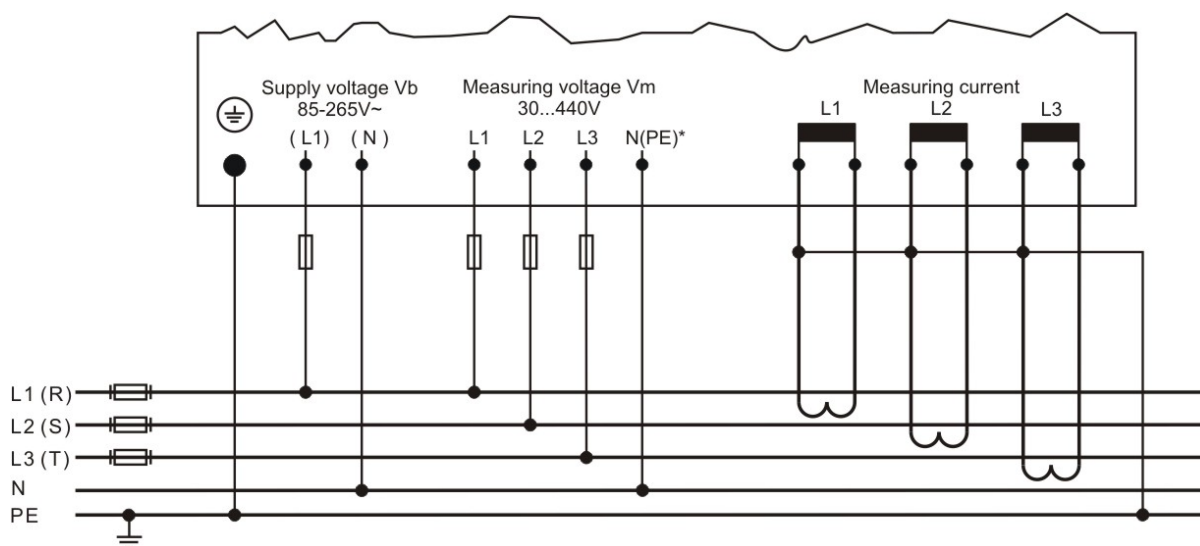 Supply voltage Vb
85-265V~
(L1) (N)
Measuring voltage Vm
30...440V
L1 L2 L3 N(PE)*
Measuring current
L1 L2 L3
L1 (R)
L2 (S)
L3 (T)
N
PE